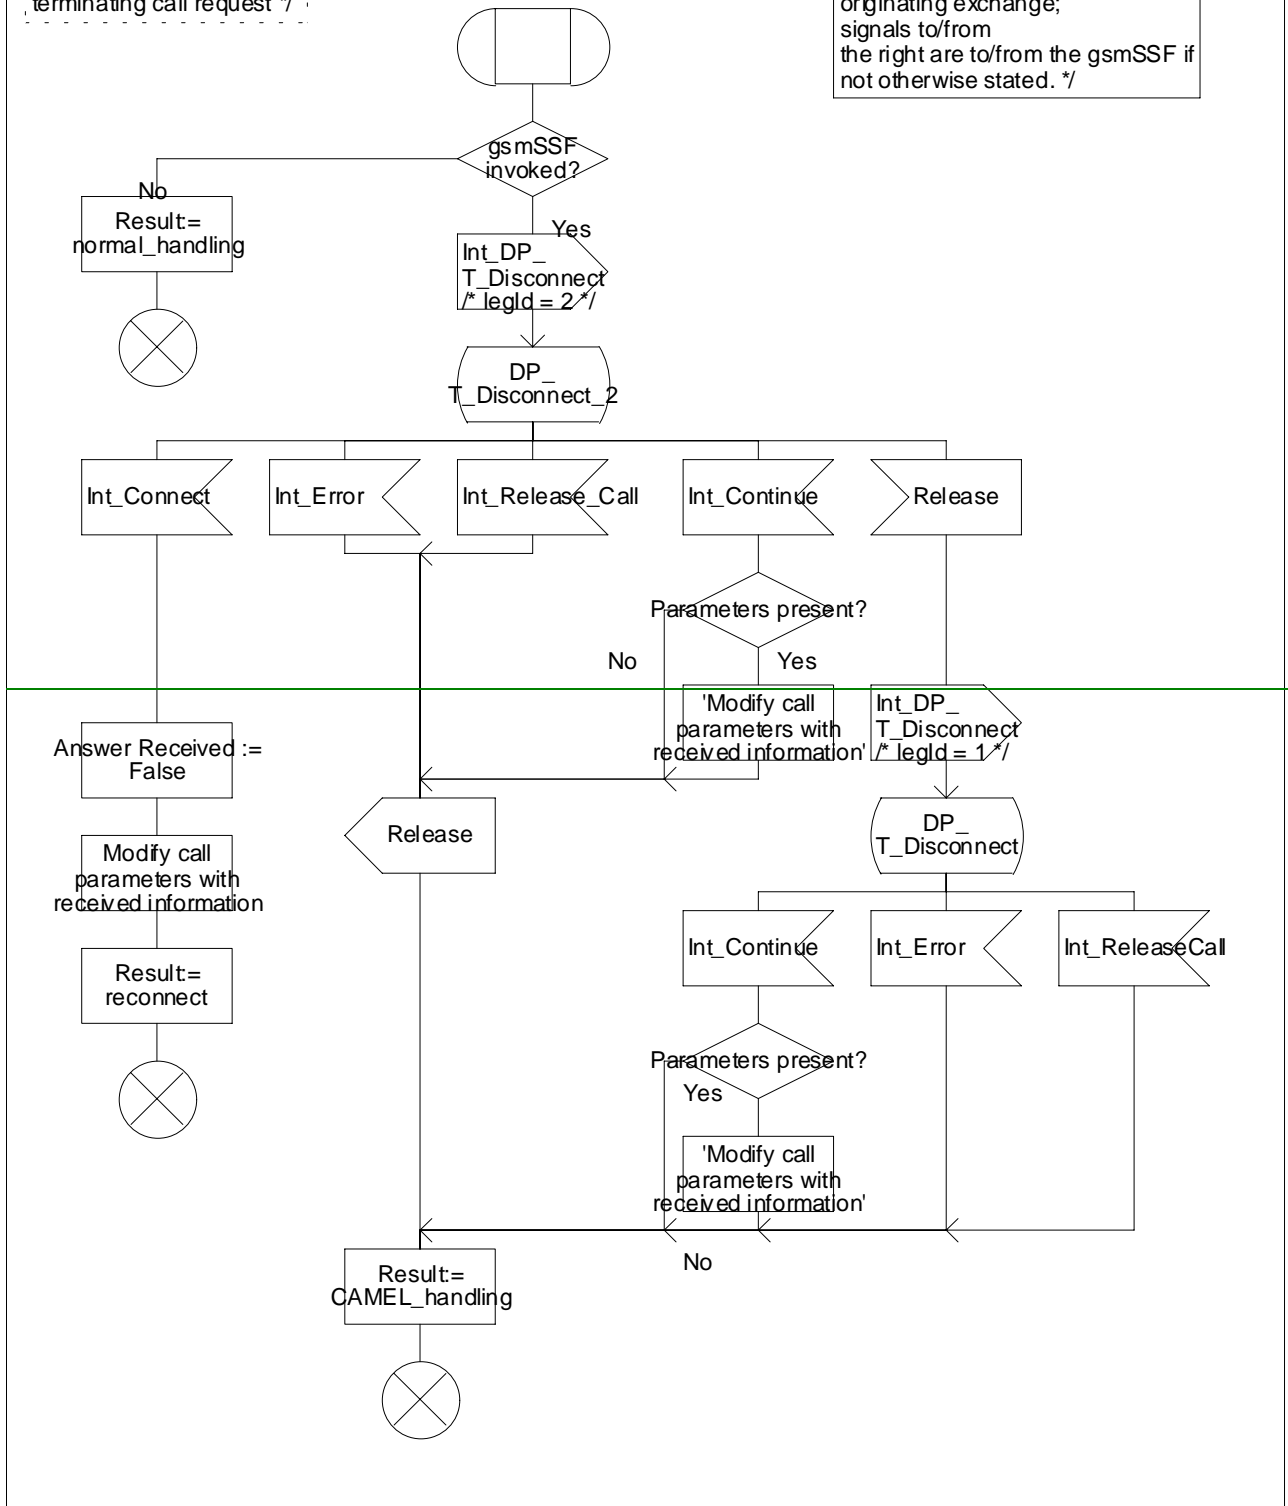 terminating call request */
originating exchange;
signals to/from
the right are to/from the gsmSSF if
not otherwise stated. */
gsmSSF
invoked?
No
Result:=
normal_handling
Yes
Int_DP_
T_Disconnect
/* legId = 2 */
DP_
T_Disconnect_2
Int_Connect
Int_Error
Int_Release_Call
Int_Continue
Release
Parameters present?
No
Yes
'Modify call
parameters with
received information'
Int_DP_
T_Disconnect
/* legId = 1 */
Answer Received :=
False
Release
DP_
T_Disconnect
Modify call
parameters with
received information
Int_Continue
Int_Error
Int_ReleaseCall
Result:=
reconnect
Parameters present?
Yes
'Modify call
parameters with
received information'
No
Result:=
CAMEL_handling